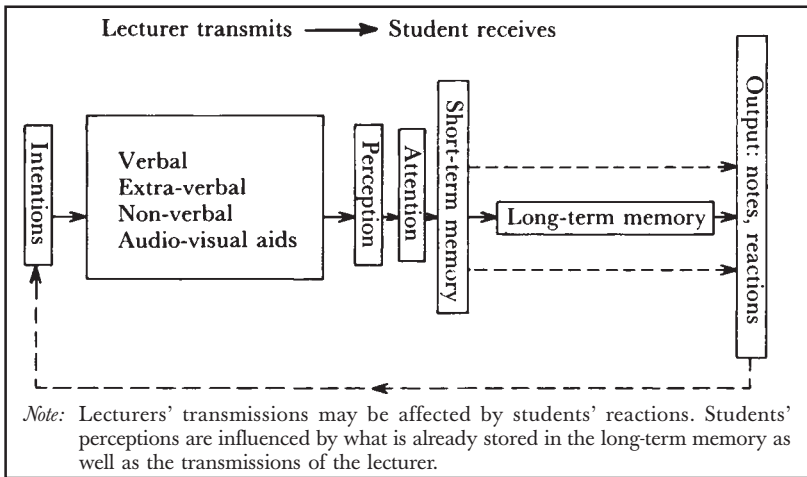 Lecturer transmits Student receives
Intentions
Verbal
Extra-verbal
Non-verbal
Audio-visual aids
Perception
Attention
Short-term memory
Long-term memory
Output: notes, reactions
Note: Lecturers’ transmissions may be affected by students’ reactions. Students’
perceptions are influenced by what is already stored in the long-term memory as
well as the transmissions of the lecturer.